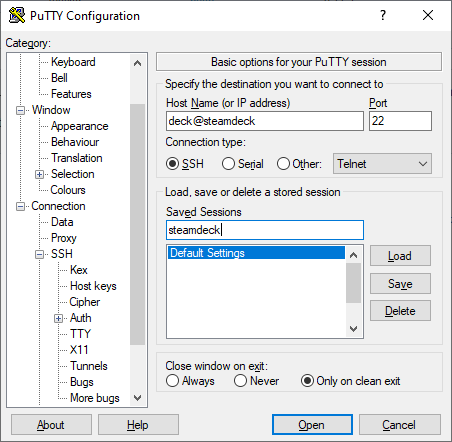 PuTTY Configuration
?
Category:
Keyboard
Bell
Features
Window
Appearance
Behaviour
Translation
Selection
Colours
Connection
Data
Proxy
SSH
Kex
Host keys
Cipher
Auth
TTY
X11
Tunnels
Bugs
More bugs
Basic options for your PuTTY session
Specify the destination you want to connect to
Host Name (or IP address) Port
deck@steamdeck 22
Connection type:
SSH Serial Other: Telnet
Load, save or delete a stored session
Saved Sessions
steamdeck
Default Settings
Load
Save
Delete
Close window on exit:
Always Never Only on clean exit
About Help Open Cancel